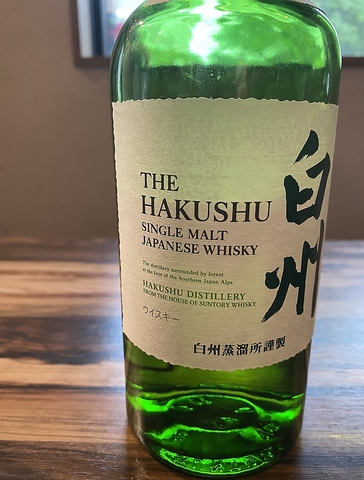 THE
HAKUSHU
SINGLE MALT
JAPANESE WHISKY
The distillery surrounded by forest
at the foot of the Southern Japan Alps
HAKUSHU DISTILLERY
FROM THE HOUSE OF SUNTORY WHISKY
ウイスキー
白州
白州蒸溜所謹製